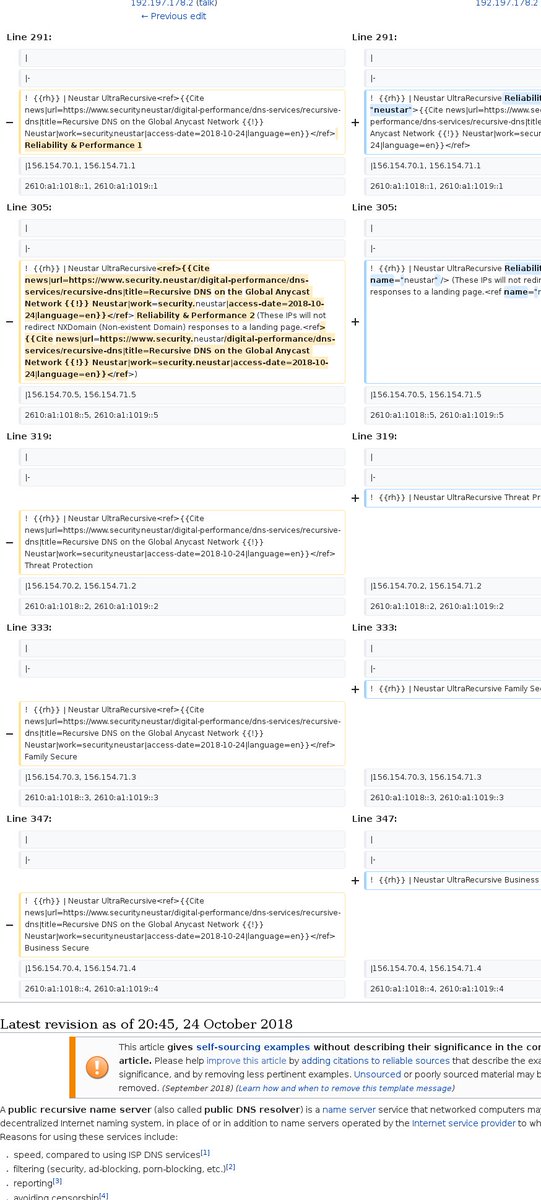 192.197.178.2 (talk)
192.197.178.2
← Previous edit
Line 291:
Line 291:
|
|
|-
|-
− ! {{rh}} | Neustar UltraRecursive<ref>{{Cite
news|url=https://www.security.neustar/digital-performance/dns-services/recursive-
dns|title=Recursive DNS on the Global Anycast Network {{!}}
Neustar|work=security.neustar|access-date=2018-10-24|language=en}}</ref>
Reliability & Performance 1
+ ! {{rh}} | Neustar UltraRecursive Reliabilit
"neustar">{{Cite news|url=https://www.se
performance/dns-services/recursive-dns|title
Anycast Network {{!}} Neustar|work=securit
24|language=en}}</ref>
|156.154.70.1, 156.154.71.1
|156.154.70.1, 156.154.71.1
2610:a1:1018::1, 2610:a1:1019::1
2610:a1:1018::1, 2610:a1:1019::1
Line 305:
Line 305:
|
|
|-
|-
− ! {{rh}} | Neustar UltraRecursive<ref>{{Cite
news|url=https://www.security.neustar/digital-performance/dns-
services/recursive-dns|title=Recursive DNS on the Global Anycast
Network {{!}} Neustar|work=security.neustar|access-date=2018-10-
24|language=en}}</ref> Reliability & Performance 2 (These IPs will not
redirect NXDomain (Non-existent Domain) responses to a landing page.<ref>
{{Cite news|url=https://www.security.neustar/digital-performance/dns-
services/recursive-dns|title=Recursive DNS on the Global Anycast
Network {{!}} Neustar|work=security.neustar|access-date=2018-10-
24|language=en}}</ref>)
+ ! {{rh}} | Neustar UltraRecursive Reliabilit
name="neustar" /> (These IPs will not redir
responses to a landing page.<ref name="n
|156.154.70.5, 156.154.71.5
|156.154.70.5, 156.154.71.5
2610:a1:1018::5, 2610:a1:1019::5
2610:a1:1018::5, 2610:a1:1019::5
Line 319:
Line 319:
|
|
|-
|-
+ ! {{rh}} | Neustar UltraRecursive Threat Pr
− ! {{rh}} | Neustar UltraRecursive<ref>{{Cite
news|url=https://www.security.neustar/digital-performance/dns-services/recursive-
dns|title=Recursive DNS on the Global Anycast Network {{!}}
Neustar|work=security.neustar|access-date=2018-10-24|language=en}}</ref>
Threat Protection
|156.154.70.2, 156.154.71.2
|156.154.70.2, 156.154.71.2
2610:a1:1018::2, 2610:a1:1019::2
2610:a1:1018::2, 2610:a1:1019::2
Line 333:
Line 333:
|
|
|-
|-
+ ! {{rh}} | Neustar UltraRecursive Family Se
− ! {{rh}} | Neustar UltraRecursive<ref>{{Cite
news|url=https://www.security.neustar/digital-performance/dns-services/recursive-
dns|title=Recursive DNS on the Global Anycast Network {{!}}
Neustar|work=security.neustar|access-date=2018-10-24|language=en}}</ref>
Family Secure
|156.154.70.3, 156.154.71.3
|156.154.70.3, 156.154.71.3
2610:a1:1018::3, 2610:a1:1019::3
2610:a1:1018::3, 2610:a1:1019::3
Line 347:
Line 347:
|
|
|-
|-
+ ! {{rh}} | Neustar UltraRecursive Business
− ! {{rh}} | Neustar UltraRecursive<ref>{{Cite
news|url=https://www.security.neustar/digital-performance/dns-services/recursive-
dns|title=Recursive DNS on the Global Anycast Network {{!}}
Neustar|work=security.neustar|access-date=2018-10-24|language=en}}</ref>
Business Secure
|156.154.70.4, 156.154.71.4
|156.154.70.4, 156.154.71.4
2610:a1:1018::4, 2610:a1:1019::4
2610:a1:1018::4, 2610:a1:1019::4
Latest revision as of 20:45, 24 October 2018
This article gives self-sourcing examples without describing their significance in the cor
article. Please help improve this article by adding citations to reliable sources that describe the exa
significance, and by removing less pertinent examples. Unsourced or poorly sourced material may b
removed. (September 2018) (Learn how and when to remove this template message)
A public recursive name server (also called public DNS resolver) is a name server service that networked computers may
decentralized Internet naming system, in place of or in addition to name servers operated by the Internet service provider to wh
Reasons for using these services include:
• speed, compared to using ISP DNS services[1]
• filtering (security, ad-blocking, porn-blocking, etc.)[2]
• reporting[3]
• avoiding censorship[4]